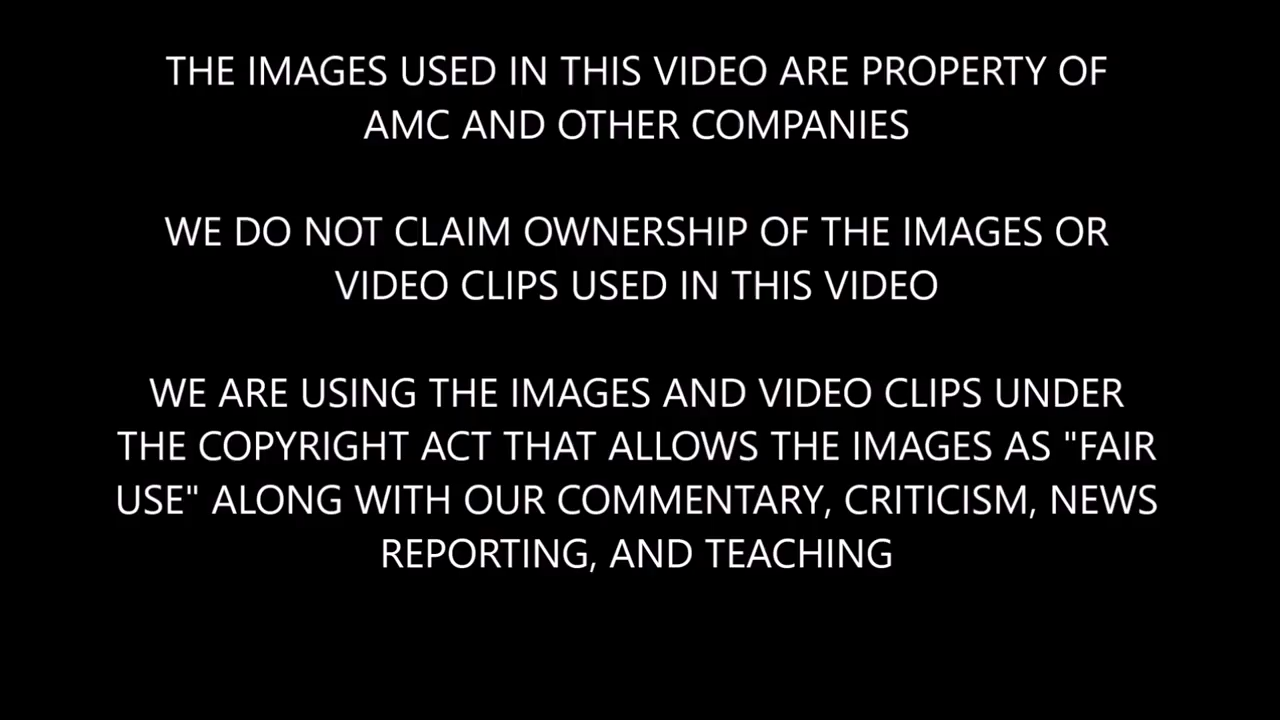 THE IMAGES USED IN THIS VIDEO ARE PROPERTY OF
AMC AND OTHER COMPANIES
WE DO NOT CLAIM OWNERSHIP OF THE IMAGES OR
VIDEO CLIPS USED IN THIS VIDEO
WE ARE USING THE IMAGES AND VIDEO CLIPS UNDER
THE COPYRIGHT ACT THAT ALLOWS THE IMAGES AS "FAIR
USE" ALONG WITH OUR COMMENTARY, CRITICISM, NEWS
REPORTING, AND TEACHING